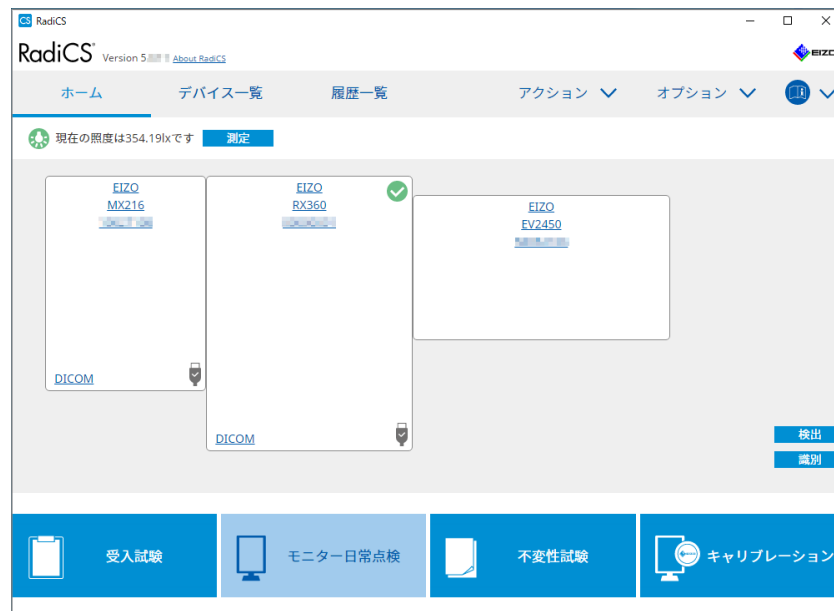 CS RadiCS
RadiCS Version 5. About RadiCS
EIZO
ホーム デバイス一覧 履歴一覧 アクション オプション
現在の照度は354.19lxです 測定
EIZO
MX216
DICOM
EIZO
RX360
DICOM
EIZO
EV2450
検出
識別
受入試験 モニター日常点検 不変性試験 キャリブレーション